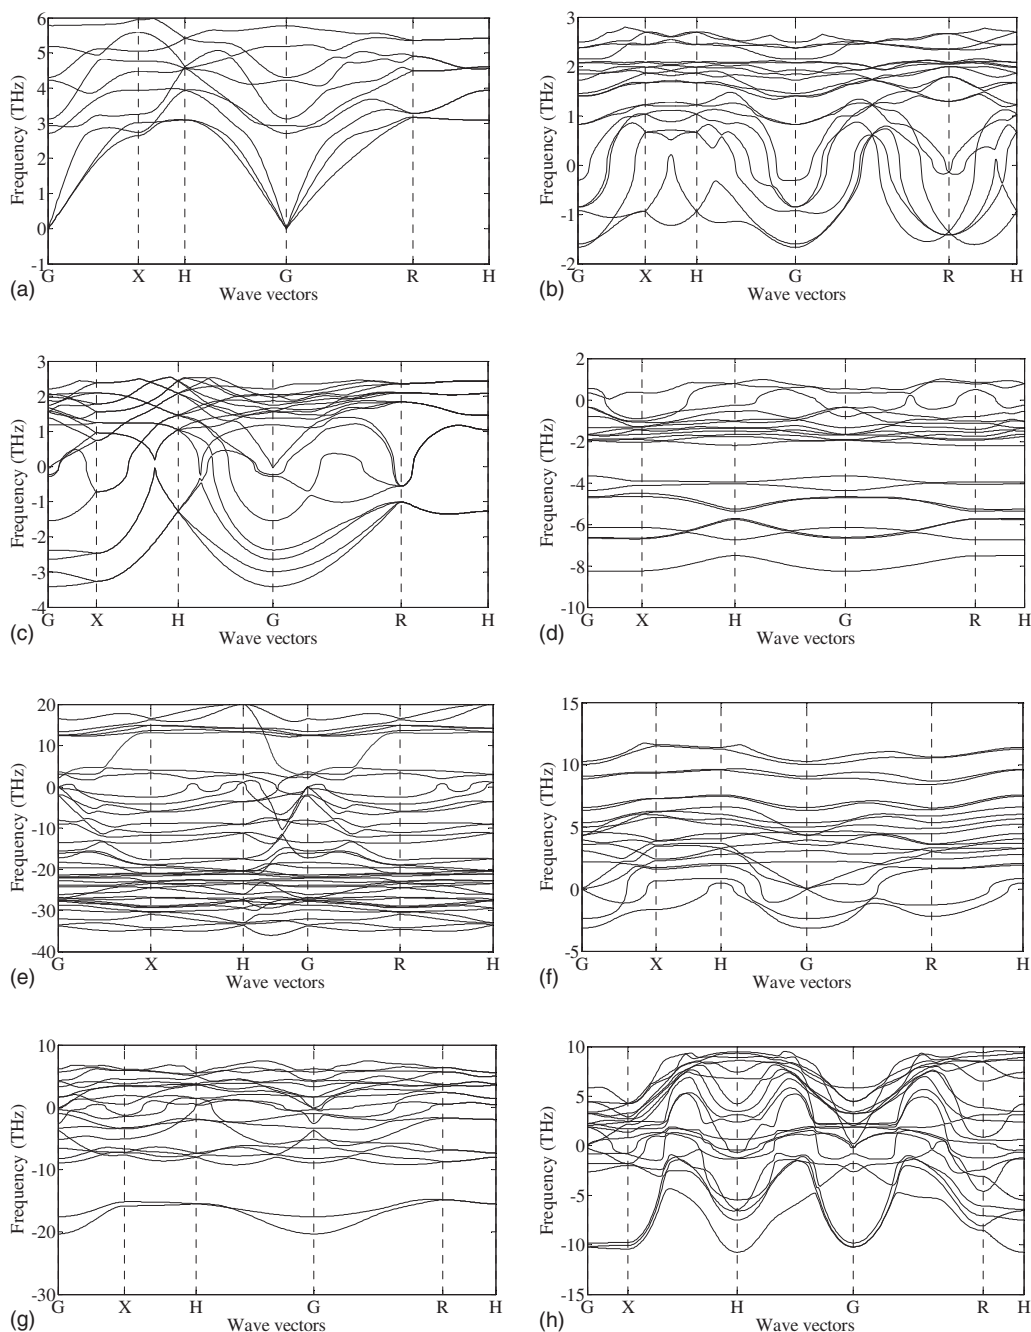 6
5
4
3
2
1
0
-1
Frequency (THz)
G X H G R H
(a) Wave vectors
3
2
1
0
-1
-2
Frequency (THz)
G X H G R H
(b) Wave vectors
3
2
1
0
-1
-2
-3
-4
Frequency (THz)
G X H G R H
(c) Wave vectors
2
0
-2
-4
-6
-8
-10
Frequency (THz)
G X H G R H
(d) Wave vectors
20
10
0
-10
-20
-30
-40
Frequency (THz)
G X H G R H
(e) Wave vectors
15
10
5
0
-5
Frequency (THz)
G X H G R H
(f) Wave vectors
10
0
-10
-20
-30
Frequency (THz)
G X H G R H
(g) Wave vectors
10
5
0
-5
-10
-15
Frequency (THz)
G X H G R H
(h) Wave vectors